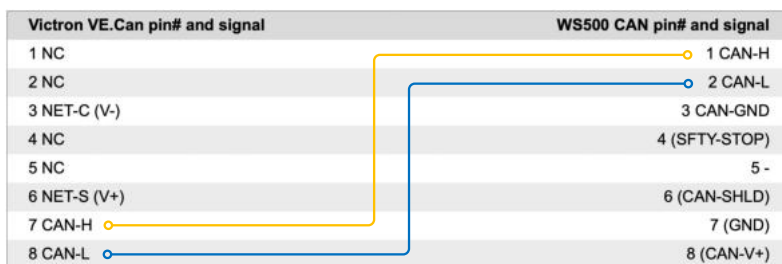 Victron VE.Can pin# and signal WS500 CAN pin# and signal
1 NC 1 CAN-H
2 NC 2 CAN-L
3 NET-C (V-) 3 CAN-GND
4 NC 4 (SFTY-STOP)
5 NC 5 -
6 NET-S (V+) 6 (CAN-SHLD)
7 CAN-H 7 (GND)
8 CAN-L 8 (CAN-V+)